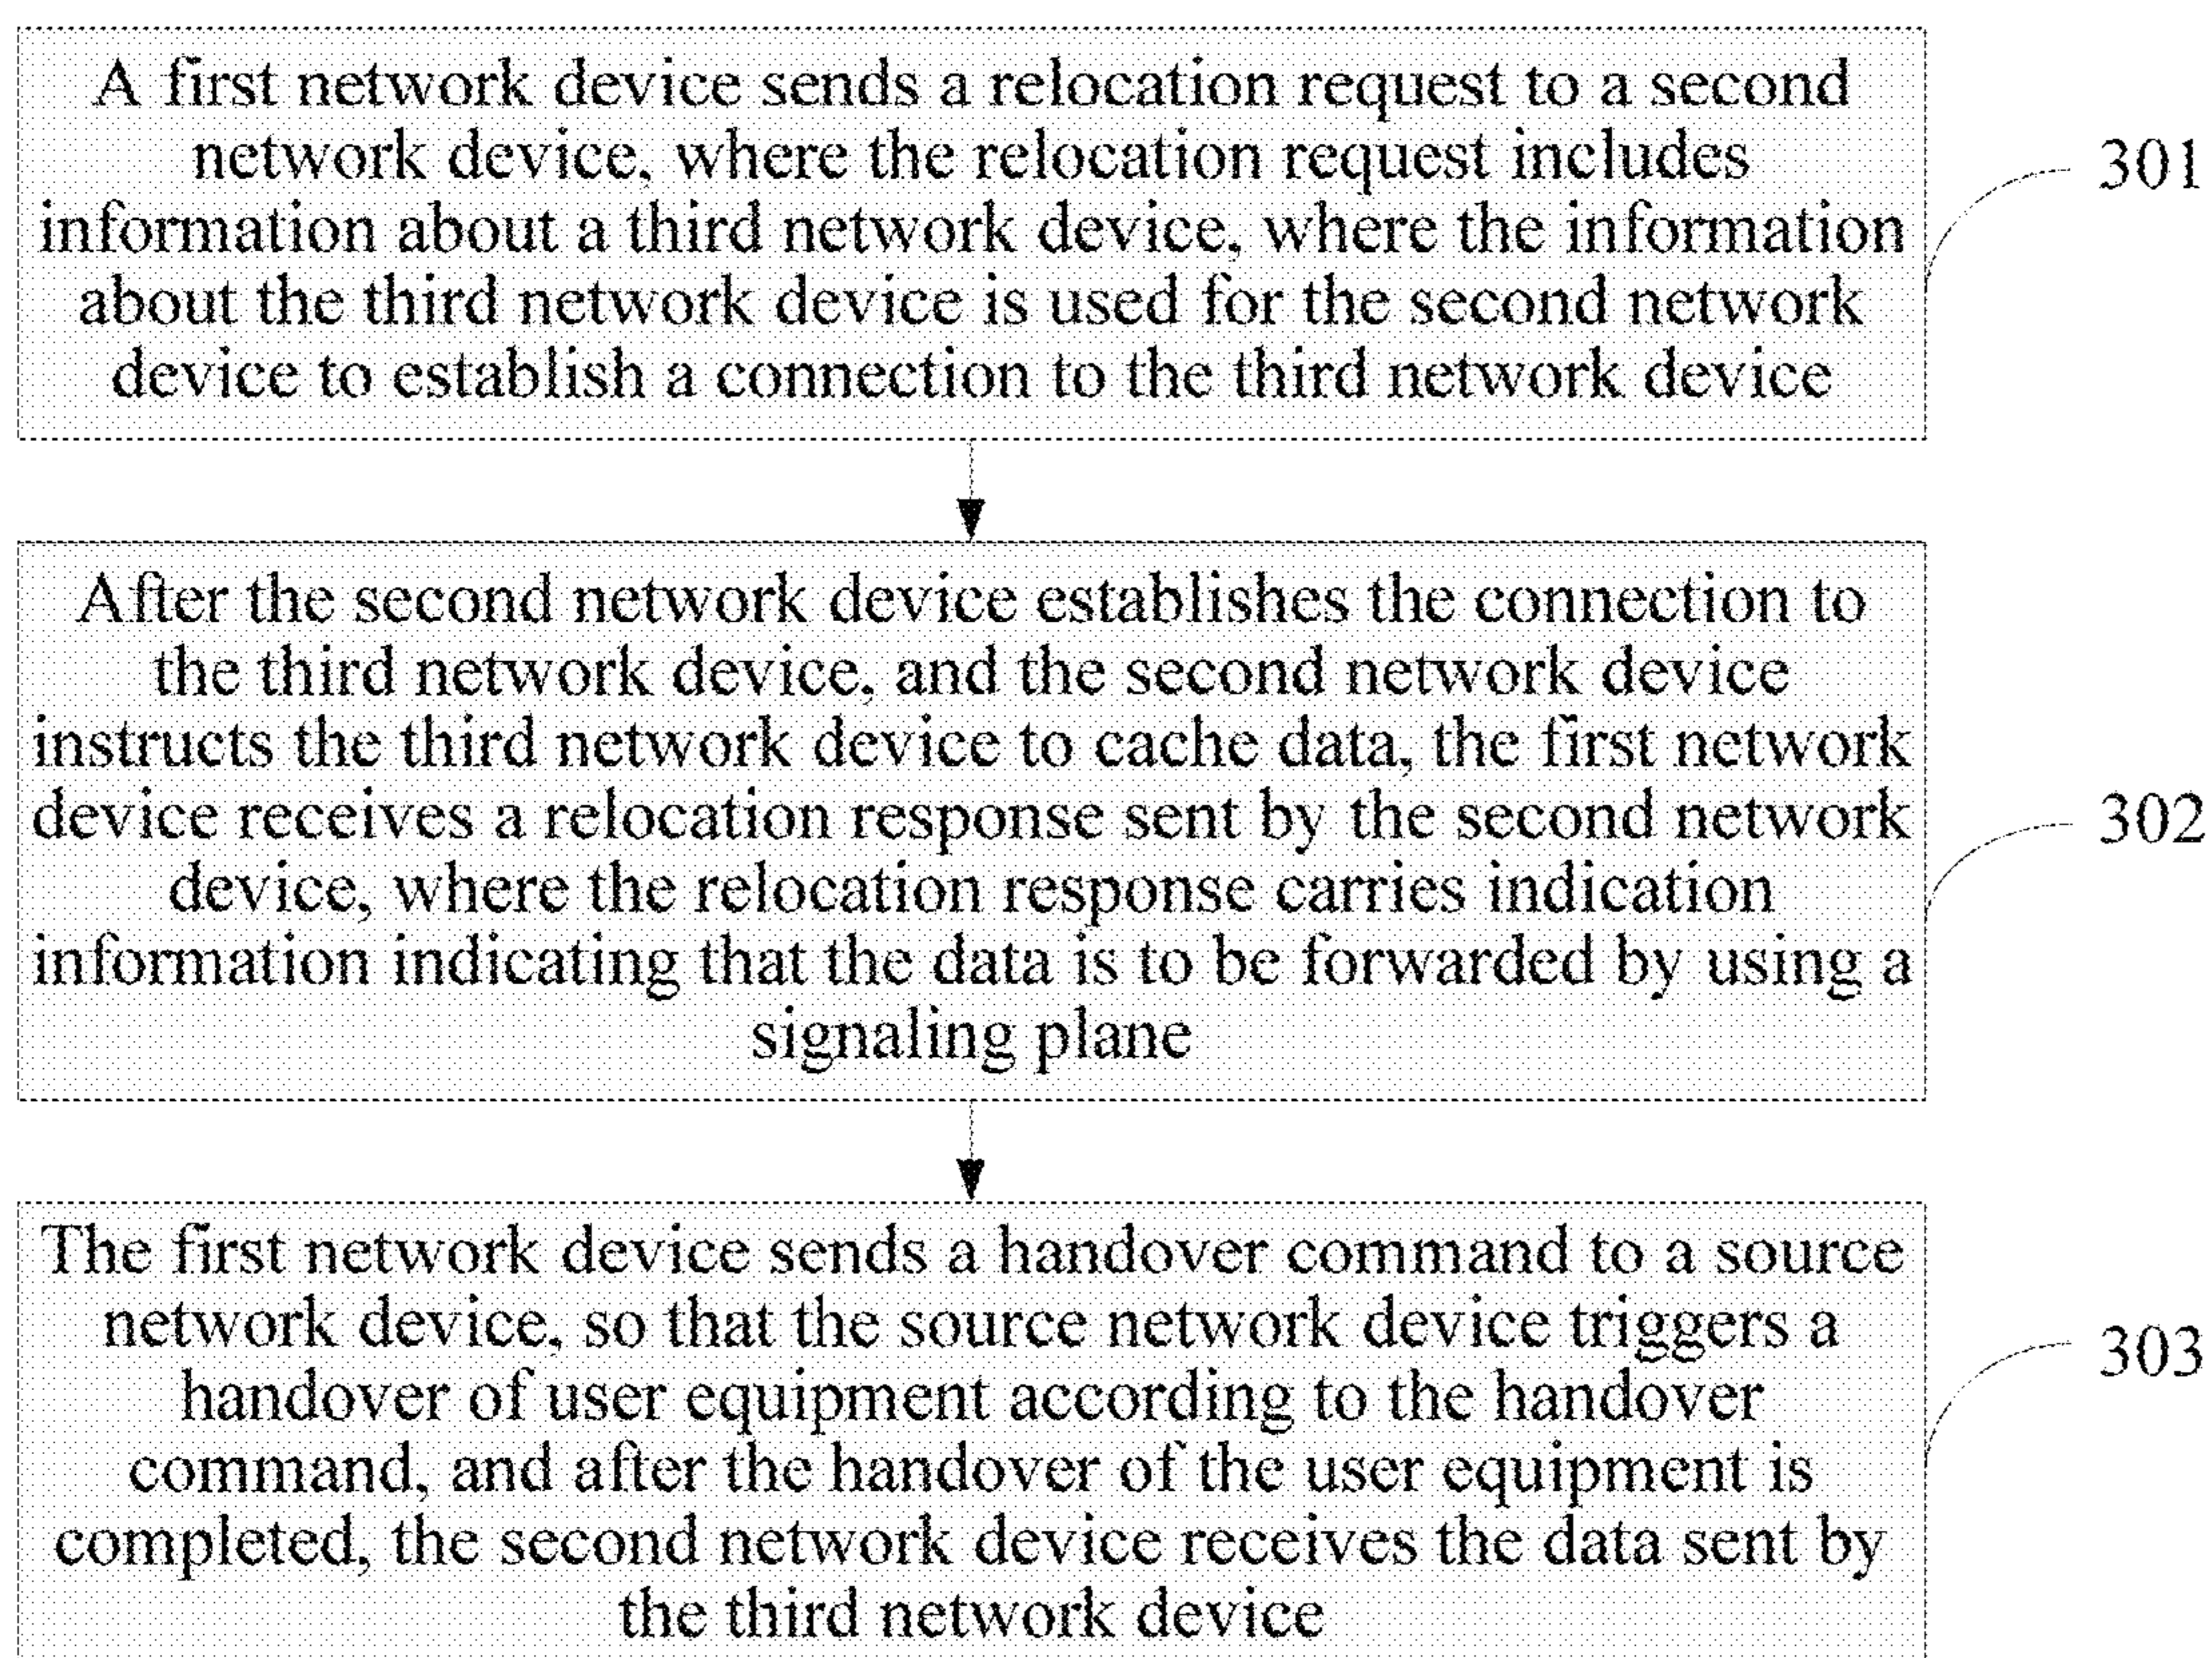 A first network device sends a relocation request to a second
network device, where the relocation request includes
information about a third network device, where the information
about the third network device is used for the second network
device to establish a connection to the third network device
301
After the second network device establishes the connection to
the third network device, and the second network device
instructs the third network device to cache data, the first network
device receives a relocation response sent by the second network
device, where the relocation response carries indication
information indicating that the data is to be forwarded by using a
signaling plane
302
The first network device sends a handover command to a source
network device, so that the source network device triggers a
handover of user equipment according to the handover
command, and after the handover of the user equipment is
completed, the second network device receives the data sent by
the third network device
303